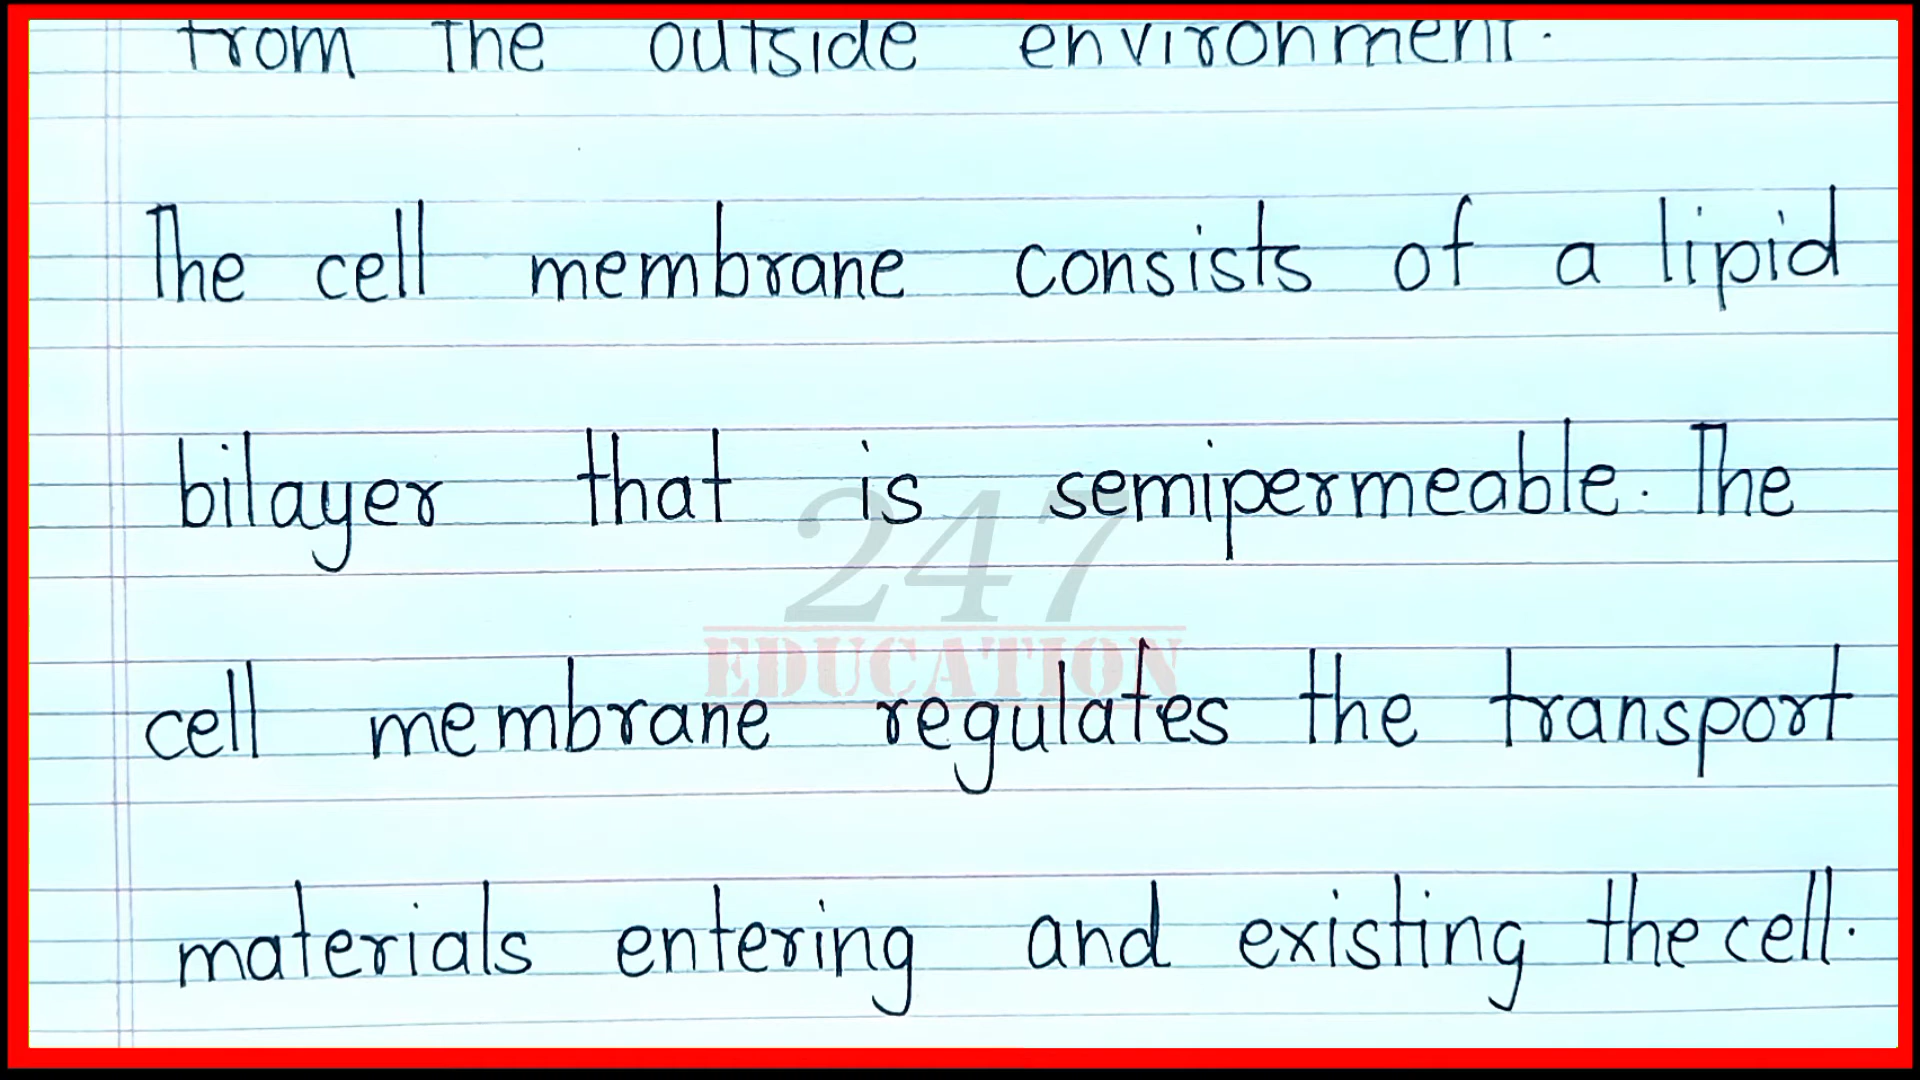 from the outside environment.
The cell membrane consists of a lipid
bilayer that is semipermeable. The
247
EDUCATION
cell membrane regulates the transport
materials entering and existing the cell.